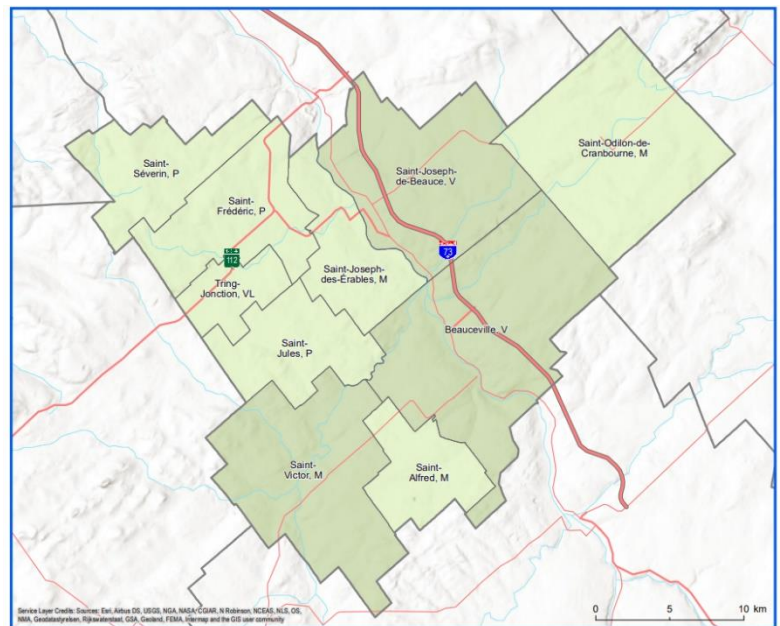 Saint-Odilon-de-
Cranbourne, M
Saint-
Séverin, P
Saint-Joseph-
de-Beauce, V
Saint-
Frédéric, P
73
112
Saint-Joseph-
des-Érables, M
Tring-
Jonction, VL
Beauceville, V
Saint-
Jules, P
Saint-
Victor, M
Saint-
Alfred, M
Service Layer Credits: Sources: Esri, Airbus DS, USGS, NGA, NASA, CGIAR, N Robinson, NCEAS, NLS, OS,
NMA, Geodatastyrelsen, Rijkswaterstaat, GSA, Geoland, FEMA, Intermap and the GIS user community
0 5 10 km